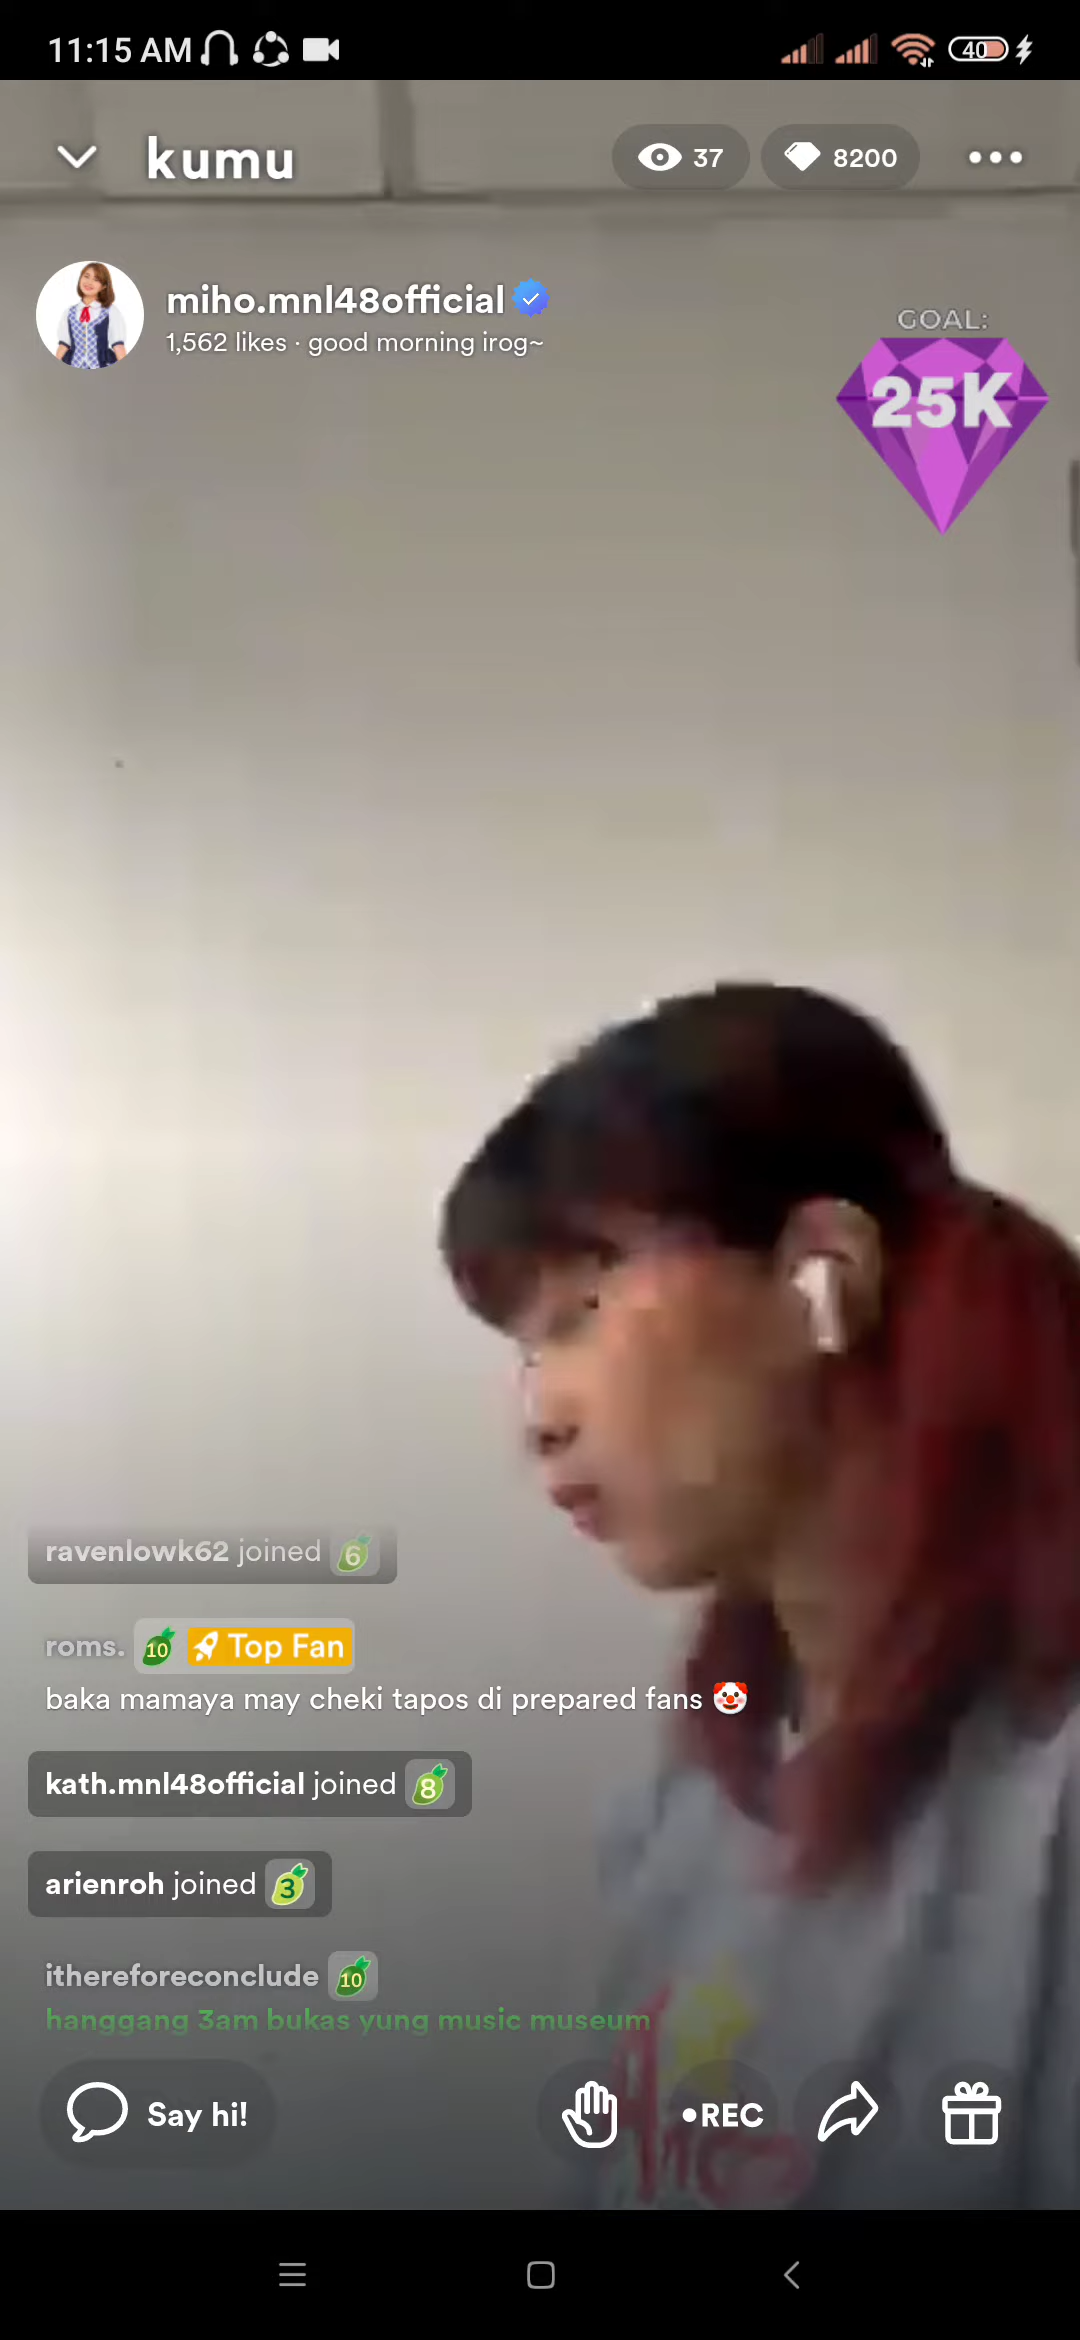 11:15 AM
40
kumu
37
8200
miho.mnl48official
1,562 likes · good morning irog~
GOAL:
25K
ravenlowk62 joined 6
roms. 10 Top Fan
baka mamaya may cheki tapos di prepared fans 🤡
kath.mnl48official joined 8
arienroh joined 3
ithereforeconclude 10
hanggang 3am bukas yung music museum
Say hi!
•REC